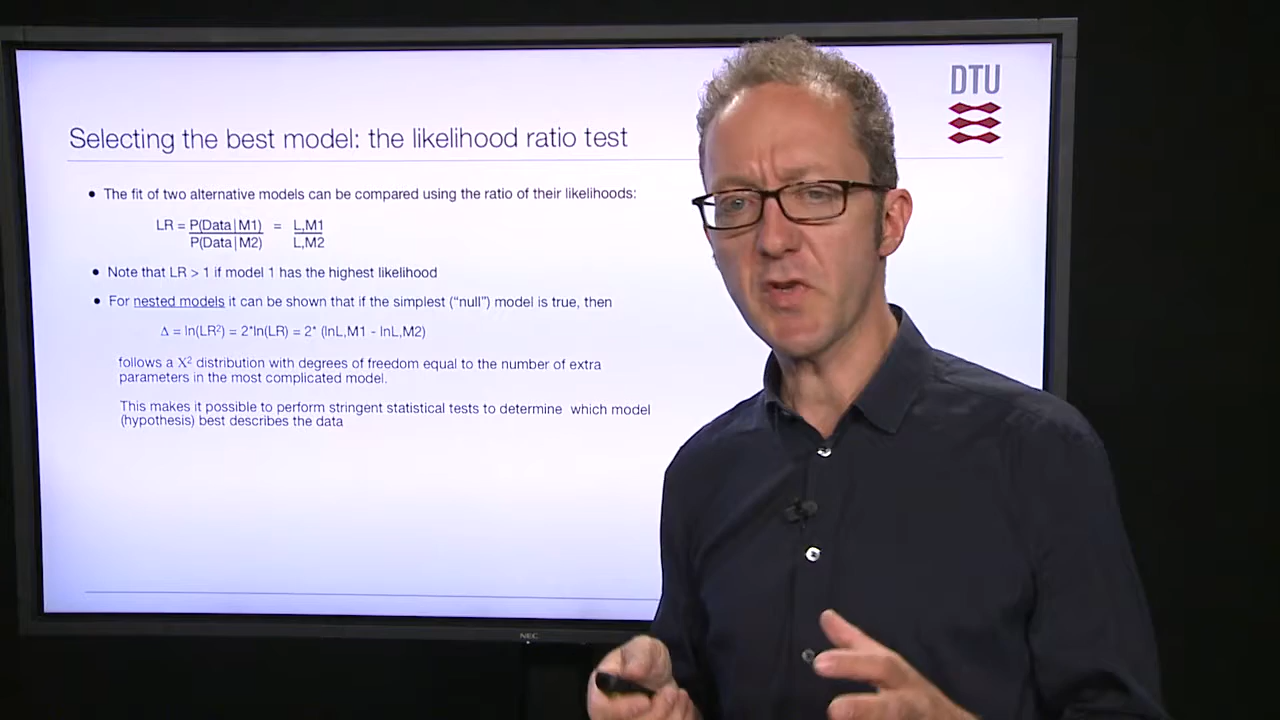 DTU
Selecting the best model: the likelihood ratio test
• The fit of two alternative models can be compared using the ratio of their likelihoods:
LR = P(Data|M1) = L,M1
P(Data|M2) L,M2
• Note that LR > 1 if model 1 has the highest likelihood
• For nested models it can be shown that if the simplest (“null”) model is true, then
Δ = ln(LR²) = 2*ln(LR) = 2* (lnL,M1 - lnL,M2)
follows a Χ² distribution with degrees of freedom equal to the number of extra
parameters in the most complicated model.
This makes it possible to perform stringent statistical tests to determine which model
(hypothesis) best describes the data
NEC